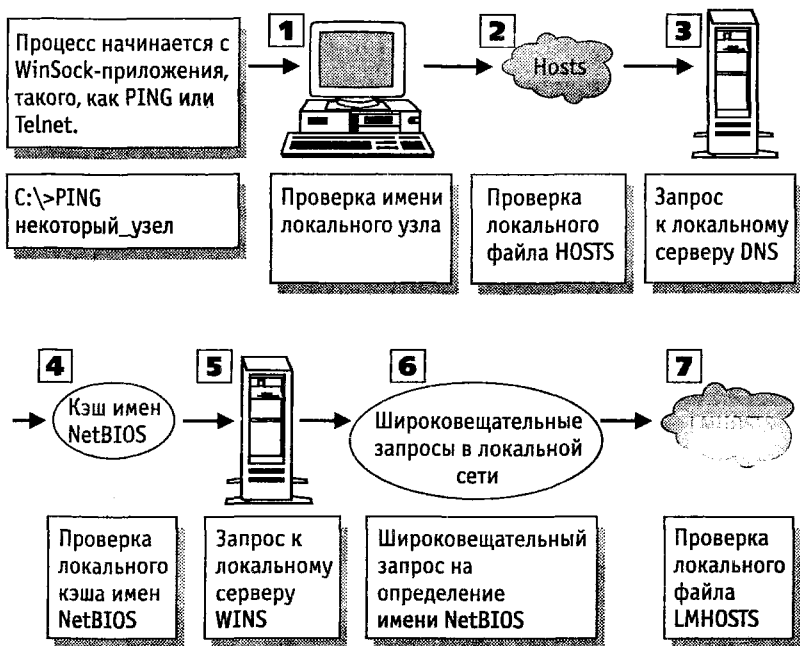 Процесс начинается с
WinSock-приложения,
такого, как PING или
Telnet.
C:\>PING
некоторый_узел
1
Проверка имени
локального узла
2
Hosts
Проверка
локального
файла HOSTS
3
Запрос
к локальному
серверу DNS
4
Кэш имен
NetBIOS
Проверка
локального
кэша имен
NetBIOS
5
Запрос к
локальному
серверу
WINS
6
Широковещательные
запросы в локальной
сети
Широковещательный
запрос на
определение
имени NetBIOS
7
LMHOSTS
Проверка
локального
файла
LMHOSTS